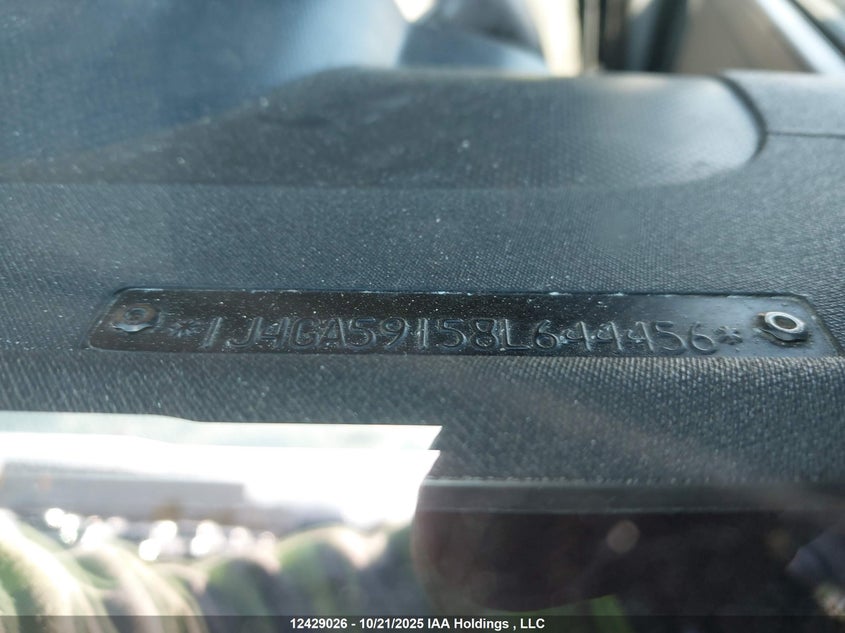 *1J4GA59158L644456*
12429026 - 10/21/2025 IAA Holdings , LLC